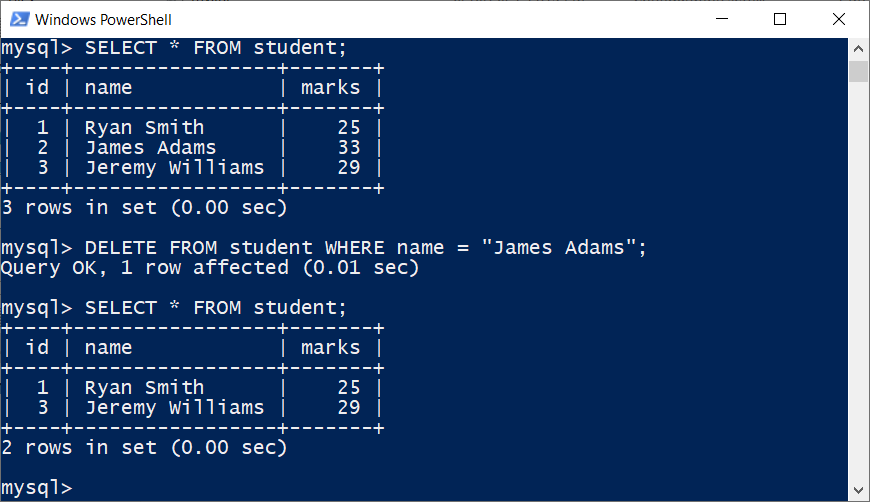 Windows PowerShell
mysql> SELECT * FROM student;
+----+-----------------+-------+
| id | name            | marks |
+----+-----------------+-------+
|  1 | Ryan Smith      |    25 |
|  2 | James Adams     |    33 |
|  3 | Jeremy Williams |    29 |
+----+-----------------+-------+
3 rows in set (0.00 sec)
mysql> DELETE FROM student WHERE name = "James Adams";
Query OK, 1 row affected (0.01 sec)
mysql> SELECT * FROM student;
+----+-----------------+-------+
| id | name            | marks |
+----+-----------------+-------+
|  1 | Ryan Smith      |    25 |
|  3 | Jeremy Williams |    29 |
+----+-----------------+-------+
2 rows in set (0.00 sec)
mysql>